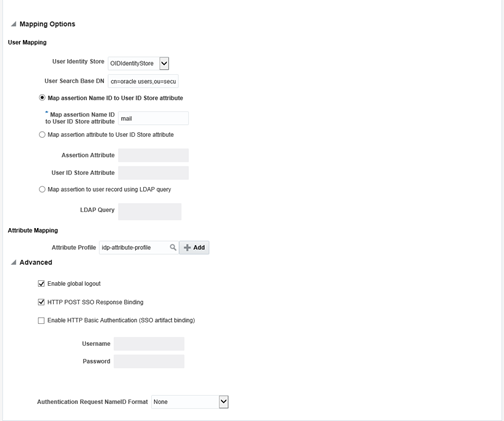 Mapping Options
User Mapping
User Identity Store OIDIdentityStore
User Search Base DN cn=oracle users,ou=secu
Map assertion Name ID to User ID Store attribute
* Map assertion Name ID
to User ID Store attribute mail
Map assertion attribute to User ID Store attribute
Assertion Attribute
User ID Store Attribute
Map assertion to user record using LDAP query
LDAP Query
Attribute Mapping
Attribute Profile idp-attribute-profile Add
Advanced
Enable global logout
HTTP POST SSO Response Binding
Enable HTTP Basic Authentication (SSO artifact binding)
Username
Password
Authentication Request NameID Format None